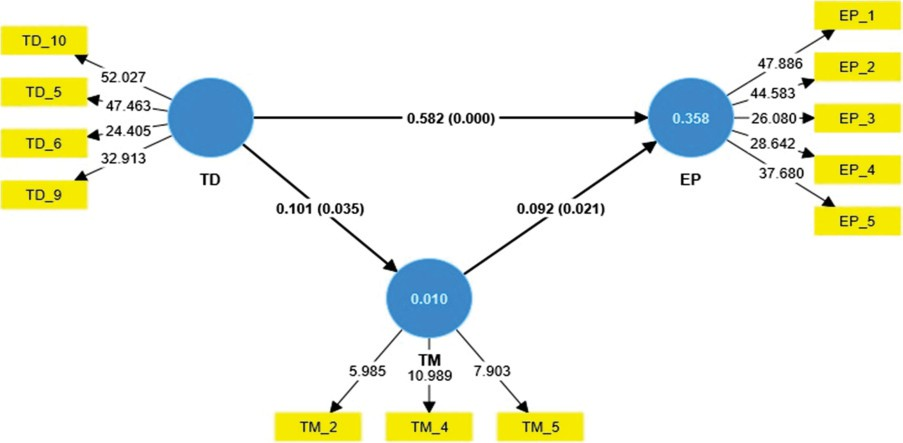 TD_10
TD_5
TD_6
TD_9
52.027
47.463
24.405
32.913
TD
0.582 (0.000)
0.101 (0.035)
0.092 (0.021)
0.358
EP
47.886
44.583
26.080
28.642
37.680
EP_1
EP_2
EP_3
EP_4
EP_5
0.010
TM
5.985
10.989
7.903
TM_2
TM_4
TM_5